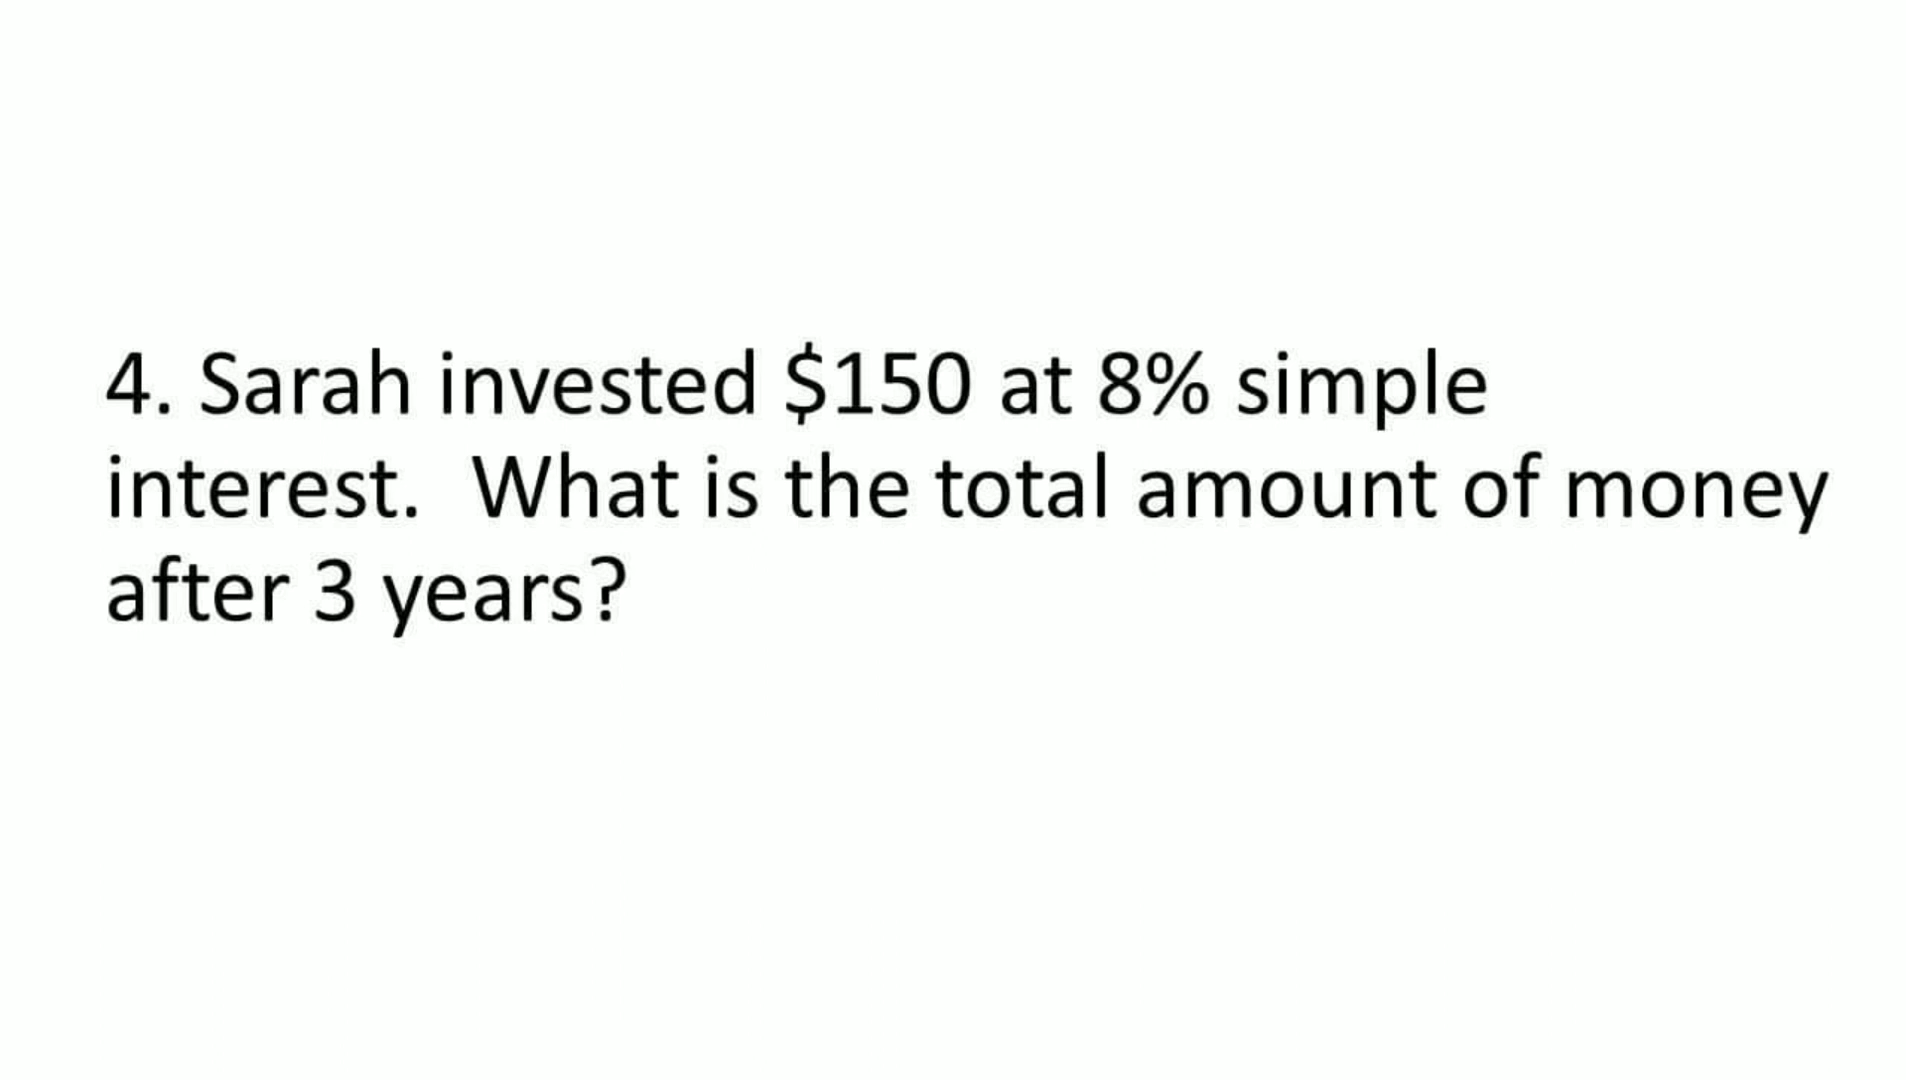 4. Sarah invested $150 at 8% simple
interest.  What is the total amount of money
after 3 years?